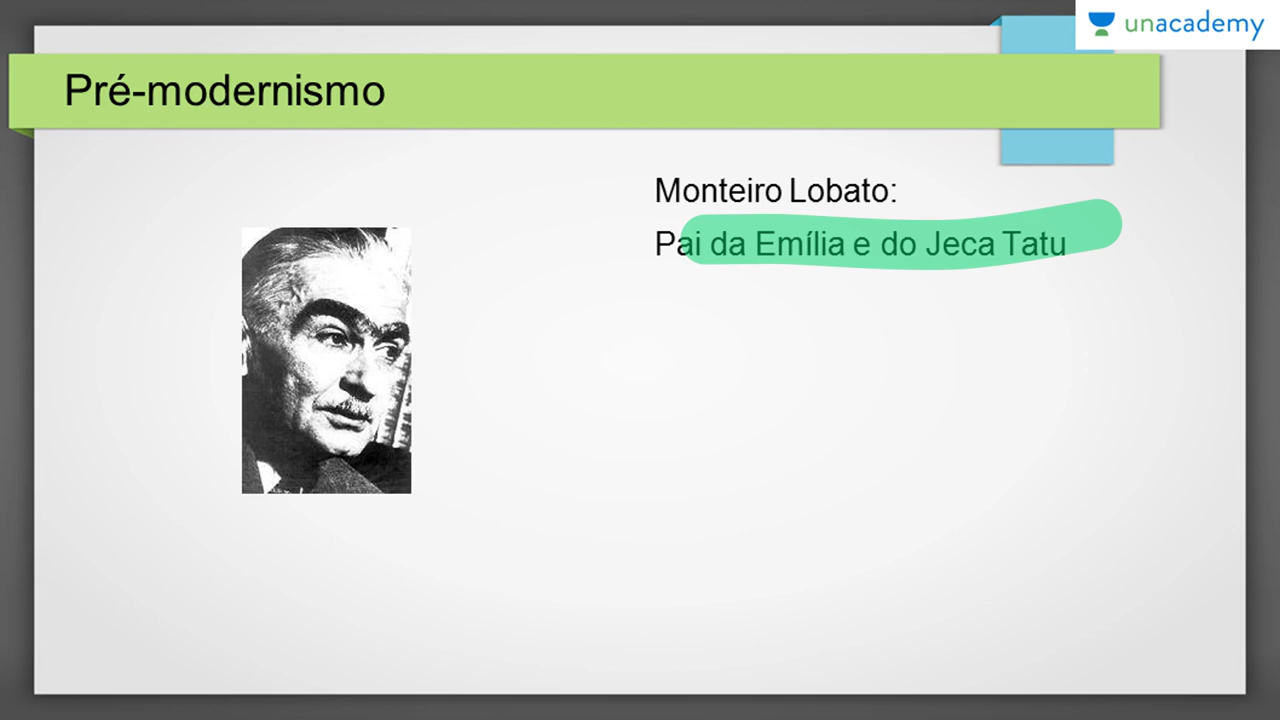 unacademy
Pré-modernismo
Monteiro Lobato:
Pai da Emília e do Jeca Tatu